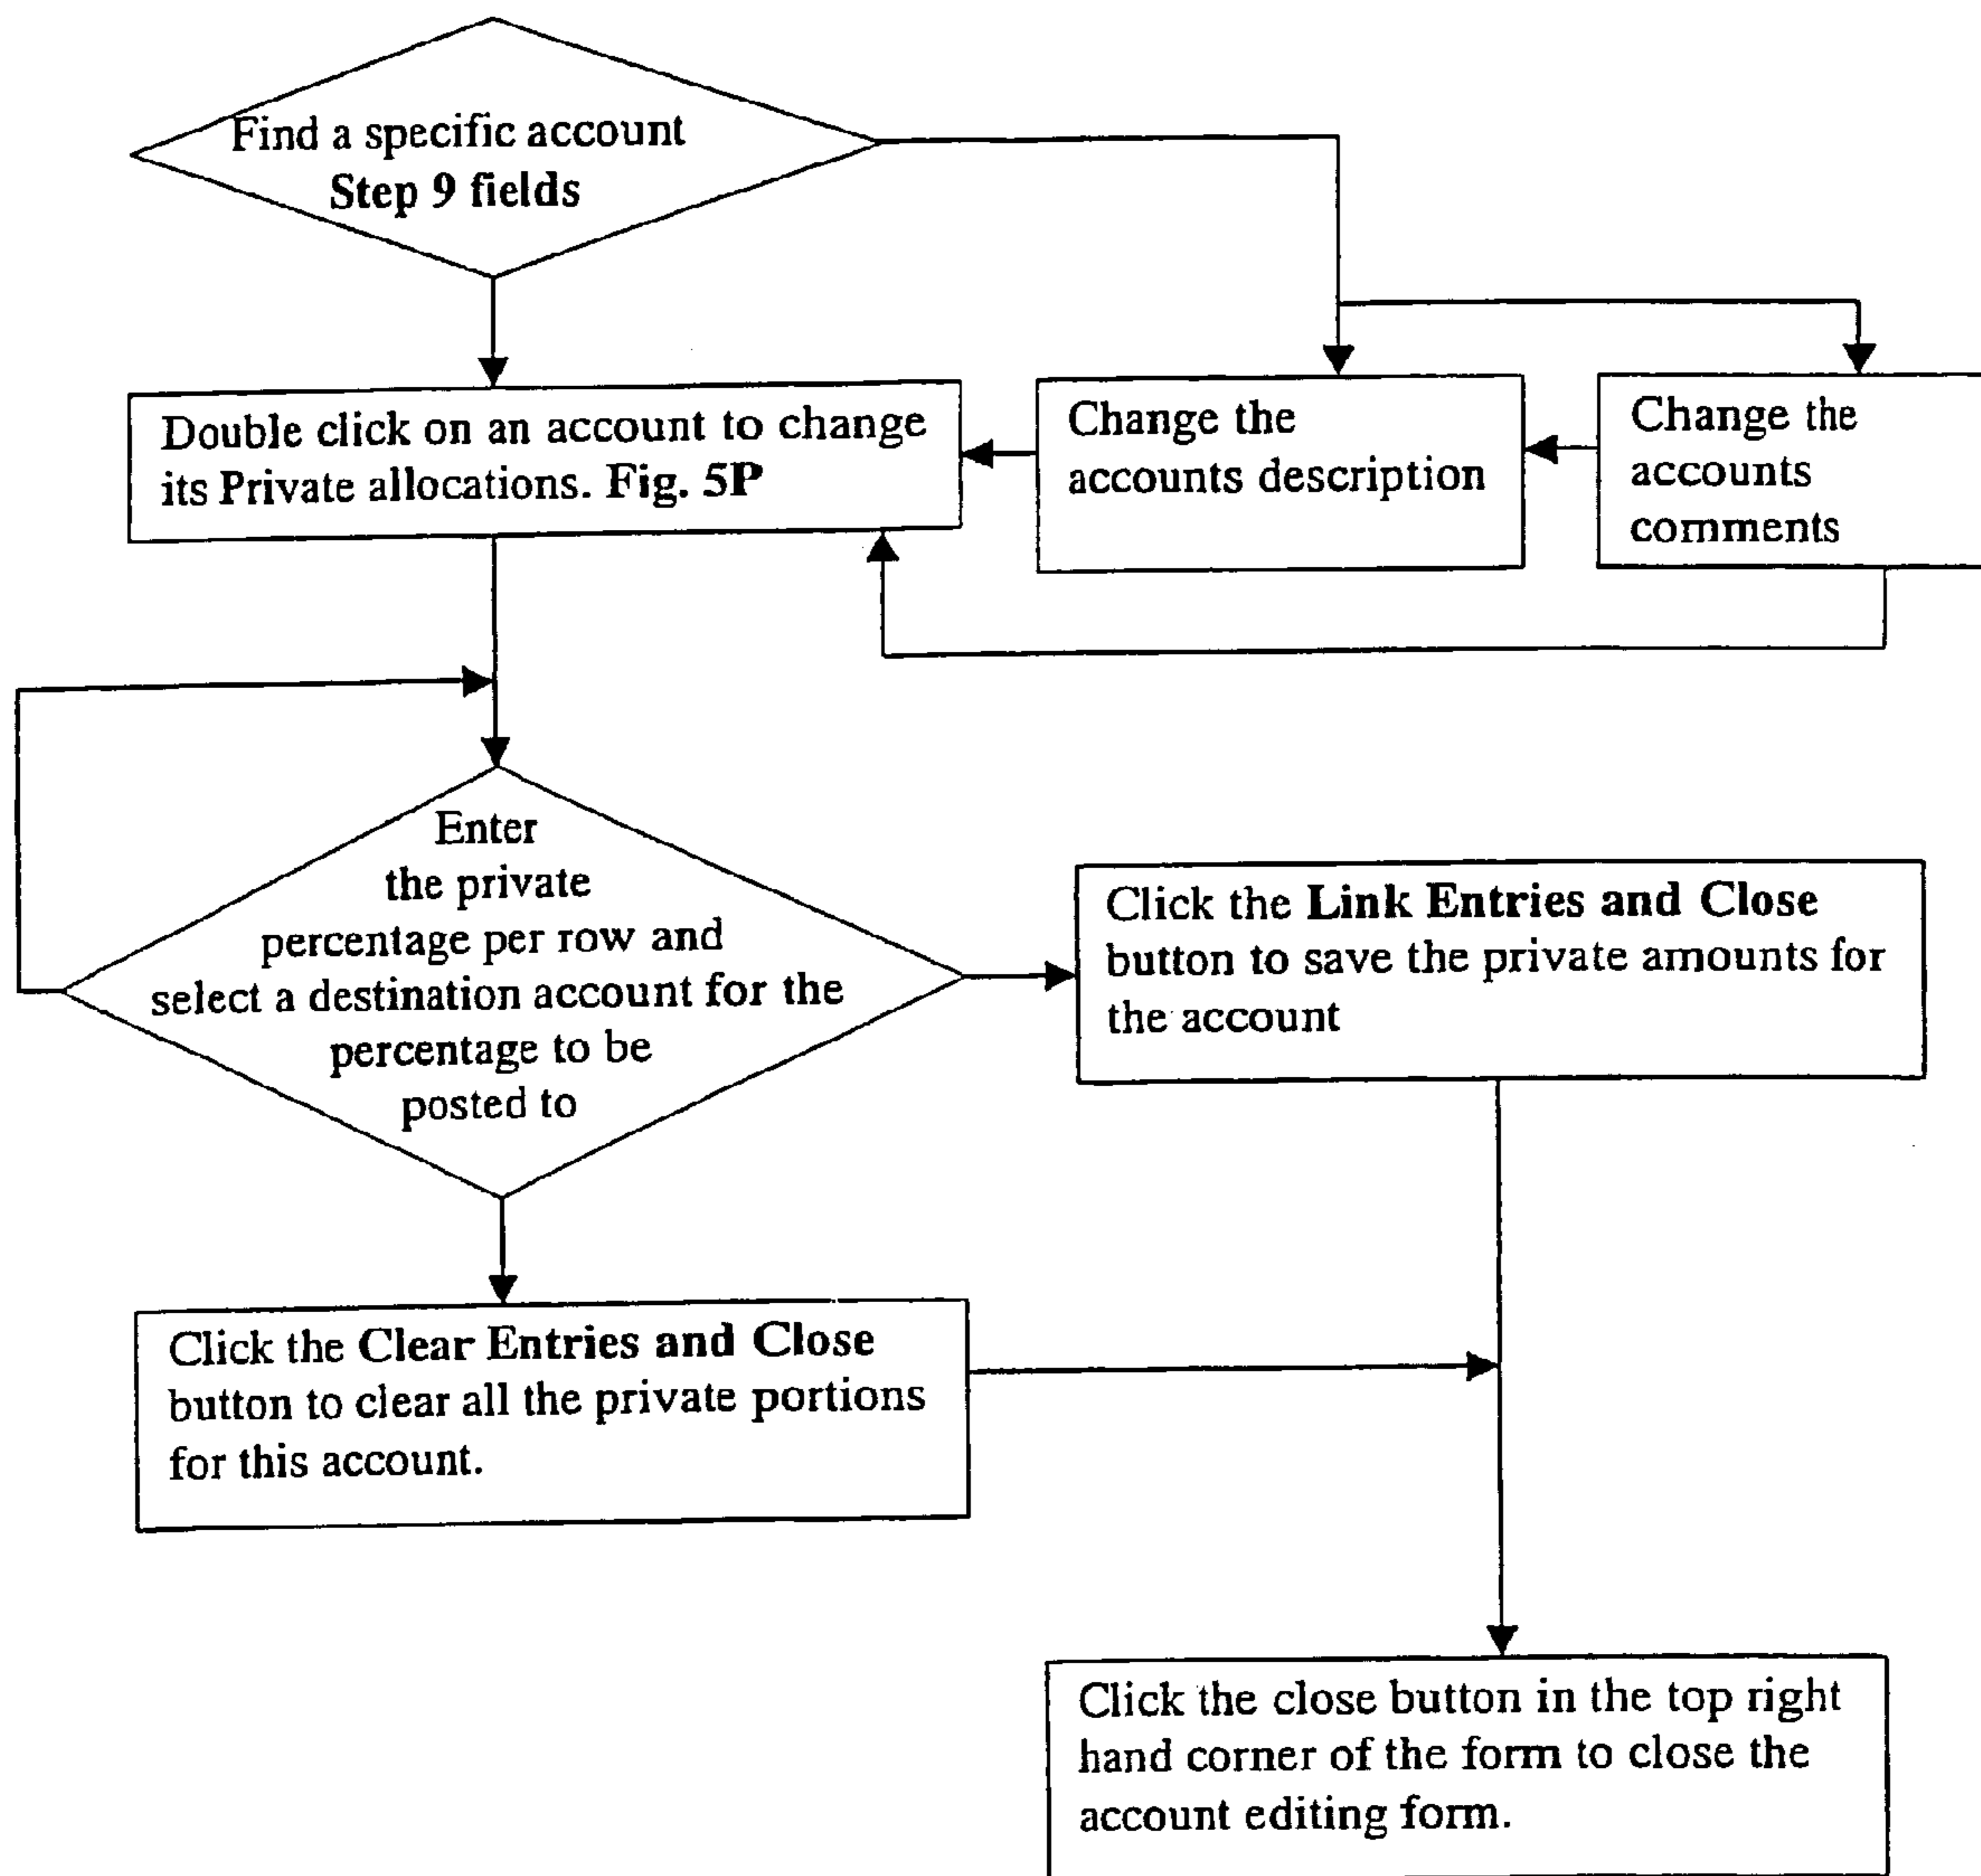 Find a specific account
Step 9 fields
Double click on an account to change
its Private allocations. Fig. 5P
Change the
accounts description
Change the
accounts
comments
Enter
the private
percentage per row and
select a destination account for the
percentage to be
posted to
Click the Link Entries and Close
button to save the private amounts for
the account
Click the Clear Entries and Close
button to clear all the private portions
for this account.
Click the close button in the top right
hand corner of the form to close the
account editing form.